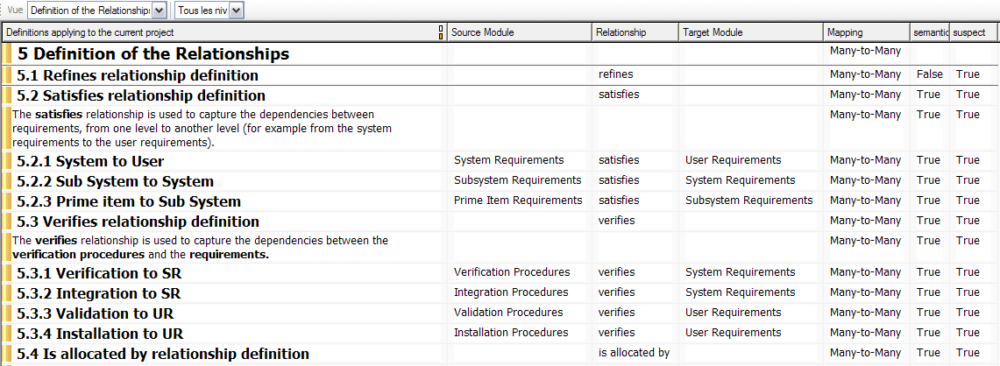 Vue Definition of the Relationships Tous les niv
Definitions applying to the current project Source Module Relationship Target Module Mapping semantic suspect
5 Definition of the Relationships Many-to-Many
5.1 Refines relationship definition refines Many-to-Many False True
5.2 Satisfies relationship definition satisfies Many-to-Many True True
The satisfies relationship is used to capture the dependencies between Many-to-Many True True
requirements, from one level to another level (for example from the system
requirements to the user requirements).
5.2.1 System to User System Requirements satisfies User Requirements Many-to-Many True True
5.2.2 Sub System to System Subsystem Requirements satisfies System Requirements Many-to-Many True True
5.2.3 Prime item to Sub System Prime Item Requirements satisfies Subsystem Requirements Many-to-Many True True
5.3 Verifies relationship definition verifies Many-to-Many True True
The verifies relationship is used to capture the dependencies between the Many-to-Many True True
verification procedures and the requirements.
5.3.1 Verification to SR Verification Procedures verifies System Requirements Many-to-Many True True
5.3.2 Integration to SR Integration Procedures verifies System Requirements Many-to-Many True True
5.3.3 Validation to UR Validation Procedures verifies User Requirements Many-to-Many True True
5.3.4 Installation to UR Installation Procedures verifies User Requirements Many-to-Many True True
5.4 Is allocated by relationship definition is allocated by Many-to-Many True True